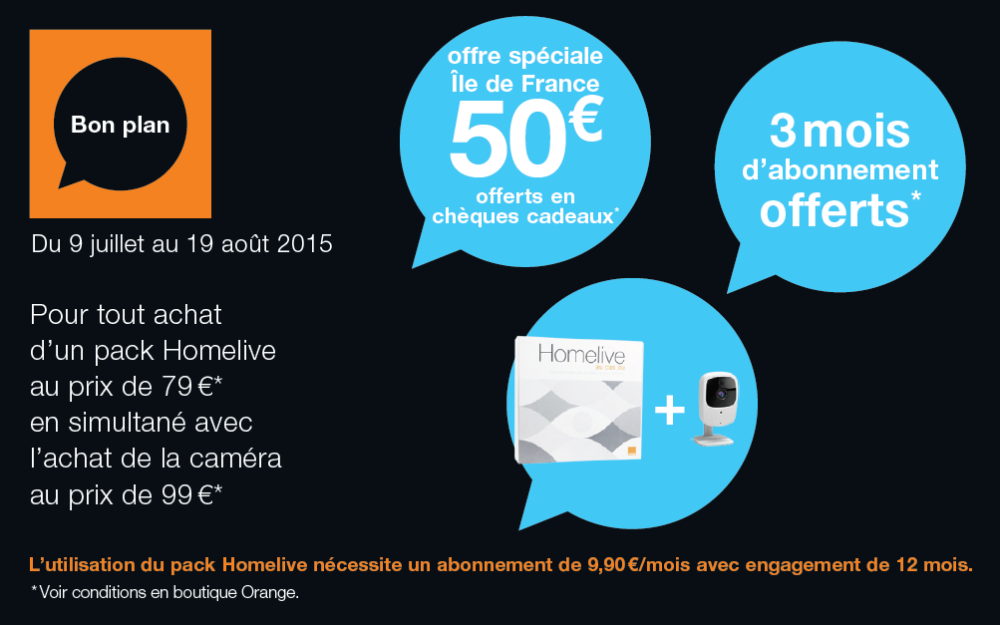 Bon plan
Du 9 juillet au 19 août 2015
Pour tout achat
d'un pack Homelive
au prix de 79 €*
en simultané avec
l'achat de la caméra
au prix de 99 €*
offre spéciale
Île de France
50€
offerts en
chèques cadeaux*
3 mois
d'abonnement
offerts*
Homelive
au cas où
+
L'utilisation du pack Homelive nécessite un abonnement de 9,90 €/mois avec engagement de 12 mois.
* Voir conditions en boutique Orange.